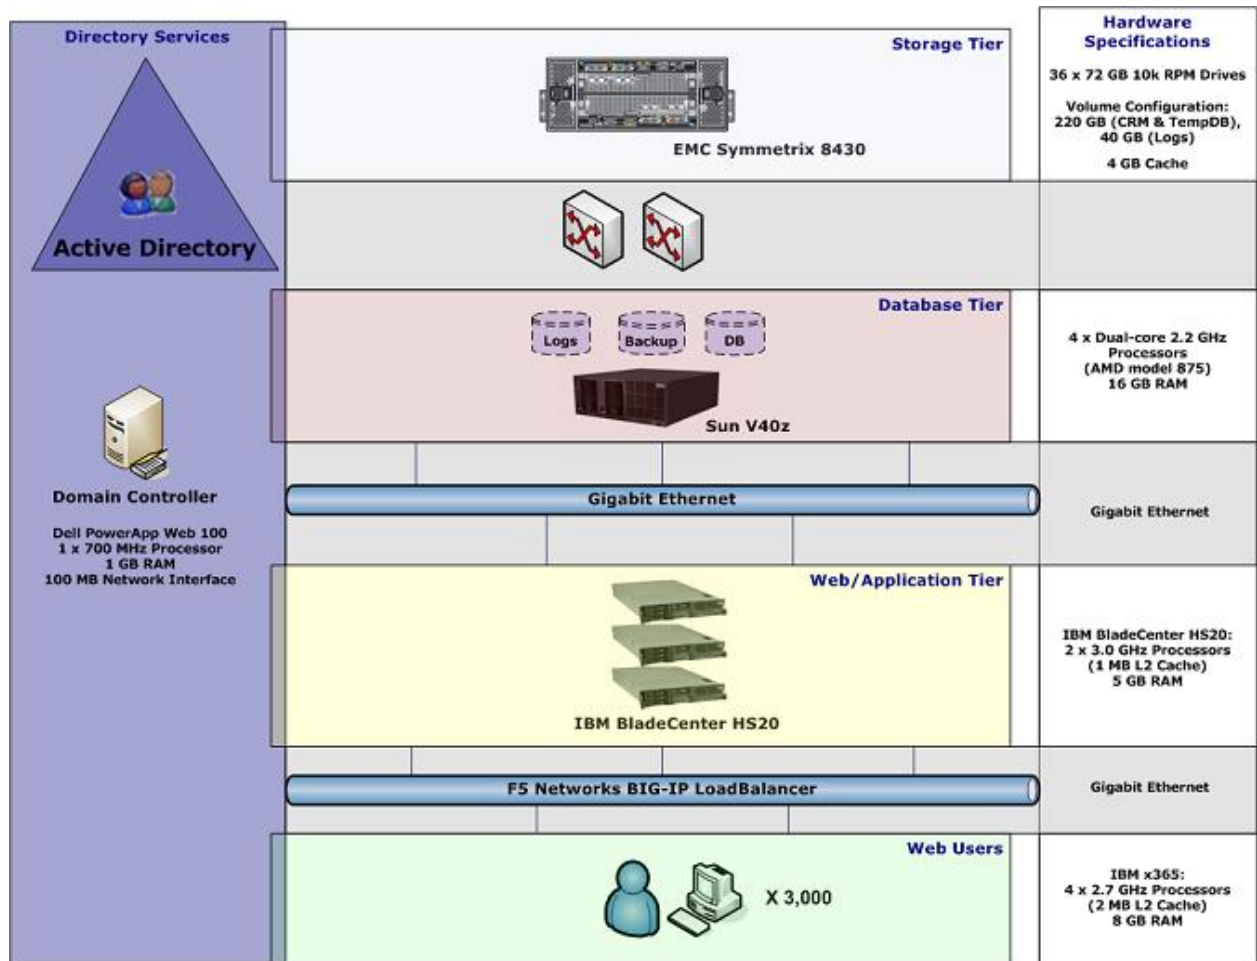 Directory Services
Active Directory
Domain Controller
Dell PowerApp Web 100
1 x 700 MHz Processor
1 GB RAM
100 MB Network Interface
Storage Tier
EMC Symmetrix 8430
Database Tier
Logs
Backup
DB
Sun V40z
Gigabit Ethernet
Web/Application Tier
IBM BladeCenter HS20
F5 Networks BIG-IP LoadBalancer
Web Users
X 3,000
Hardware
Specifications
36 x 72 GB 10k RPM Drives
Volume Configuration:
220 GB (CRM & TempDB),
40 GB (Logs)
4 GB Cache
4 x Dual-core 2.2 GHz
Processors
(AMD model 875)
16 GB RAM
Gigabit Ethernet
IBM BladeCenter HS20:
2 x 3.0 GHz Processors
(1 MB L2 Cache)
5 GB RAM
Gigabit Ethernet
IBM x365:
4 x 2.7 GHz Processors
(2 MB L2 Cache)
8 GB RAM